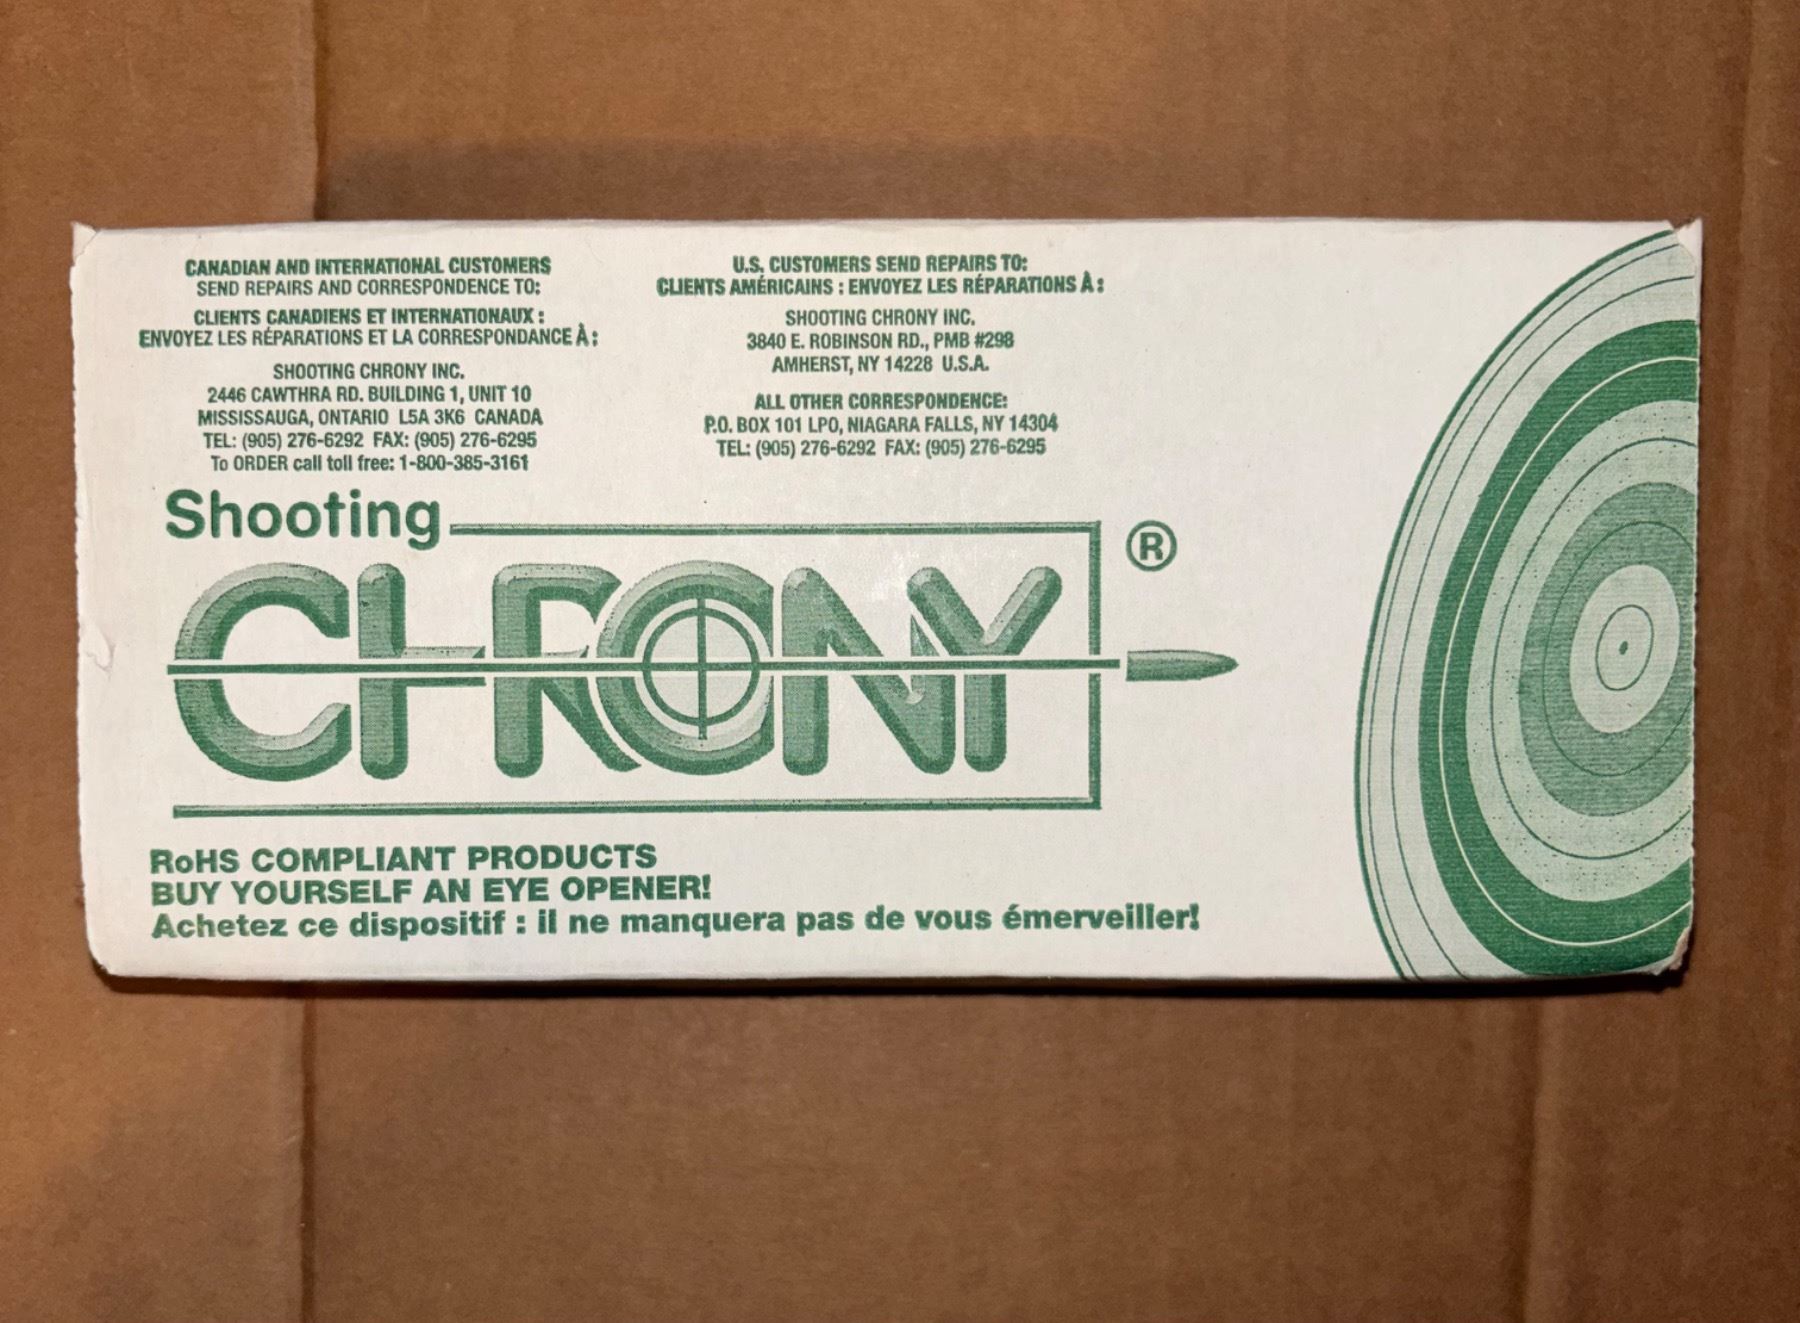 CANADIAN AND INTERNATIONAL CUSTOMERS
SEND REPAIRS AND CORRESPONDENCE TO:
CLIENTS CANADIENS ET INTERNATIONAUX :
ENVOYEZ LES RÉPARATIONS ET LA CORRESPONDANCE À :
SHOOTING CHRONY INC.
2446 CAWTHRA RD. BUILDING 1, UNIT 10
MISSISSAUGA, ONTARIO L5A 3K6 CANADA
TEL: (905) 276-6292 FAX: (905) 276-6295
To ORDER call toll free: 1-800-385-3161
U.S. CUSTOMERS SEND REPAIRS TO:
CLIENTS AMÉRICAINS : ENVOYEZ LES RÉPARATIONS À :
SHOOTING CHRONY INC.
3840 E. ROBINSON RD., PMB #298
AMHERST, NY 14228 U.S.A.
ALL OTHER CORRESPONDENCE:
P.O. BOX 101 LPO, NIAGARA FALLS, NY 14304
TEL: (905) 276-6292 FAX: (905) 276-6295
Shooting
CHRONY ®
RoHS COMPLIANT PRODUCTS
BUY YOURSELF AN EYE OPENER!
Achetez ce dispositif : il ne manquera pas de vous émerveiller!